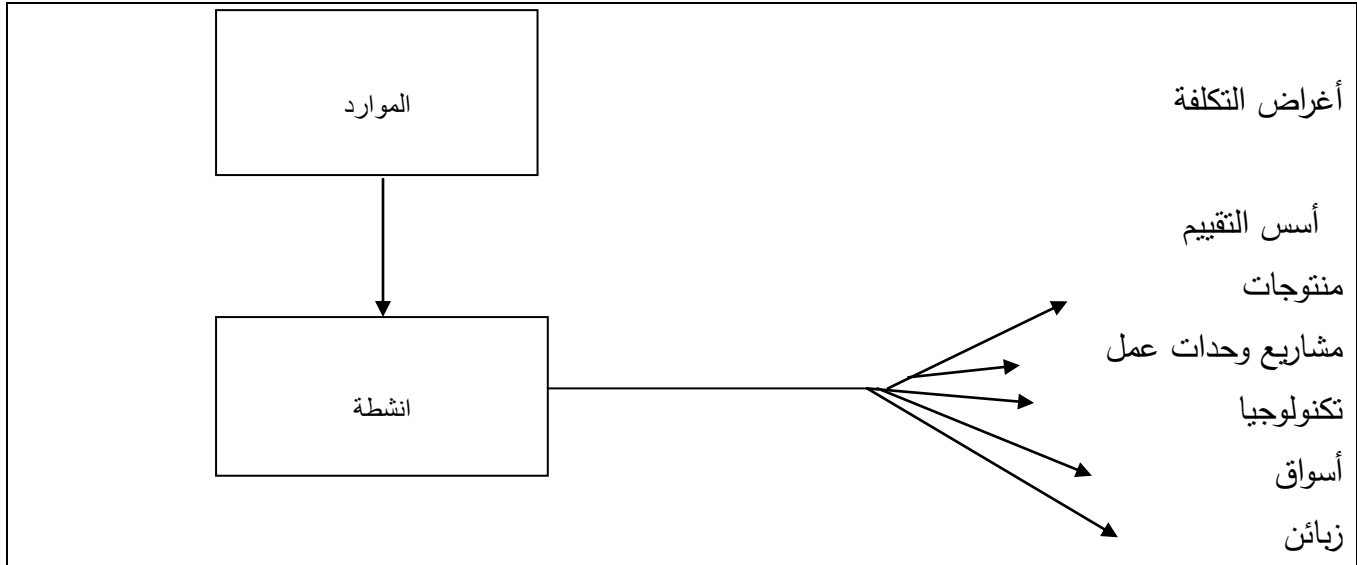 الموارد
أغراض التكلفة
أسس التقييم
منتوجات
مشاريع وحدات عمل
انشطة
تكنولوجيا
أسواق
زبائن